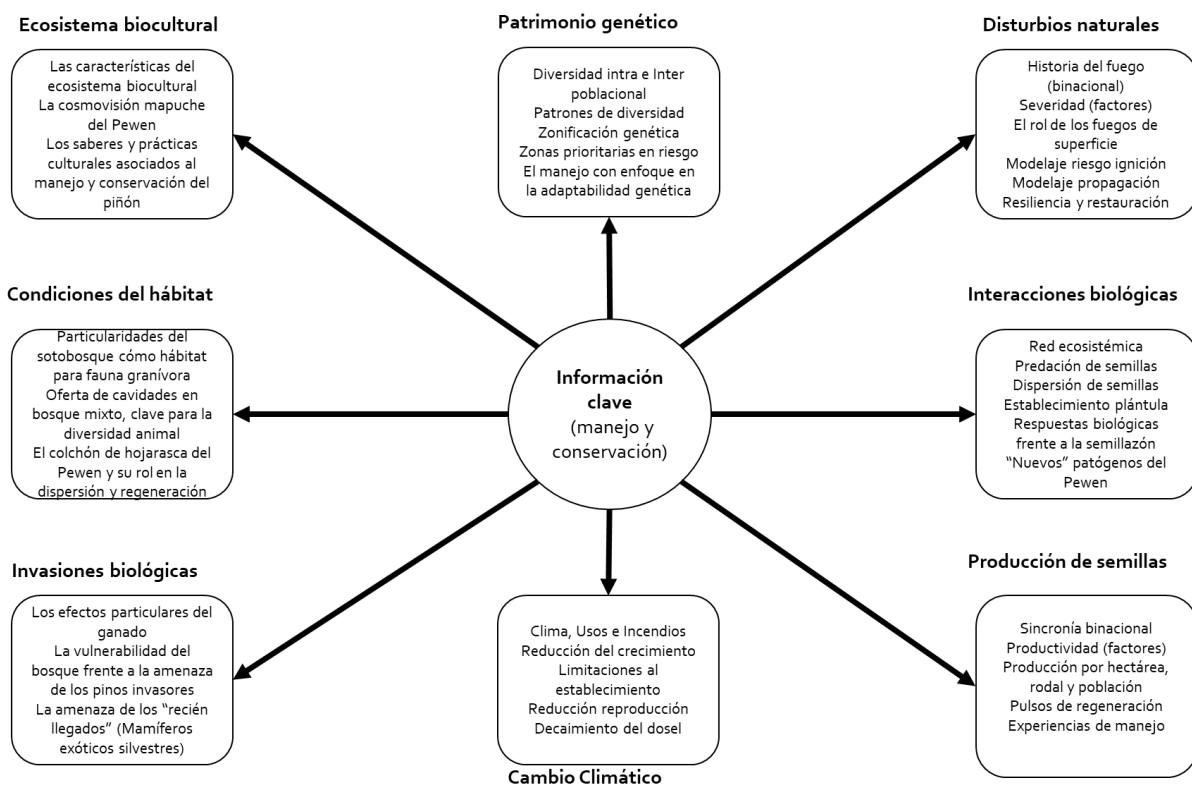 Ecosistema biocultural
Las características del
ecosistema biocultural
La cosmovisión mapuche
del Pewen
Los saberes y prácticas
culturales asociados al
manejo y conservación del
piñón
Patrimonio genético
Diversidad intra e Inter
poblacional
Patrones de diversidad
Zonificación genética
Zonas prioritarias en riesgo
El manejo con enfoque en
la adaptabilidad genética
Disturbios naturales
Historia del fuego
(binacional)
Severidad (factores)
El rol de los fuegos de
superficie
Modelaje riesgo ignición
Modelaje propagación
Resiliencia y restauración
Condiciones del hábitat
Particularidades del
sotobosque cómo hábitat
para fauna granívora
Oferta de cavidades en
bosque mixto, clave para la
diversidad animal
El colchón de hojarasca del
Pewen y su rol en la
dispersión y regeneración
Información
clave
(manejo y
conservación)
Interacciones biológicas
Red ecosistémica
Predación de semillas
Dispersión de semillas
Establecimiento plántula
Respuestas biológicas
frente a la semillazón
“Nuevos” patógenos del
Pewen
Invasiones biológicas
Los efectos particulares del
ganado
La vulnerabilidad del
bosque frente a la amenaza
de los pinos invasores
La amenaza de los “recién
llegados” (Mamíferos
exóticos silvestres)
Clima, Usos e Incendios
Reducción del crecimiento
Limitaciones al
establecimiento
Reducción reproducción
Decaimiento del dosel
Cambio Climático
Producción de semillas
Sincronía binacional
Productividad (factores)
Producción por hectárea,
rodal y población
Pulsos de regeneración
Experiencias de manejo